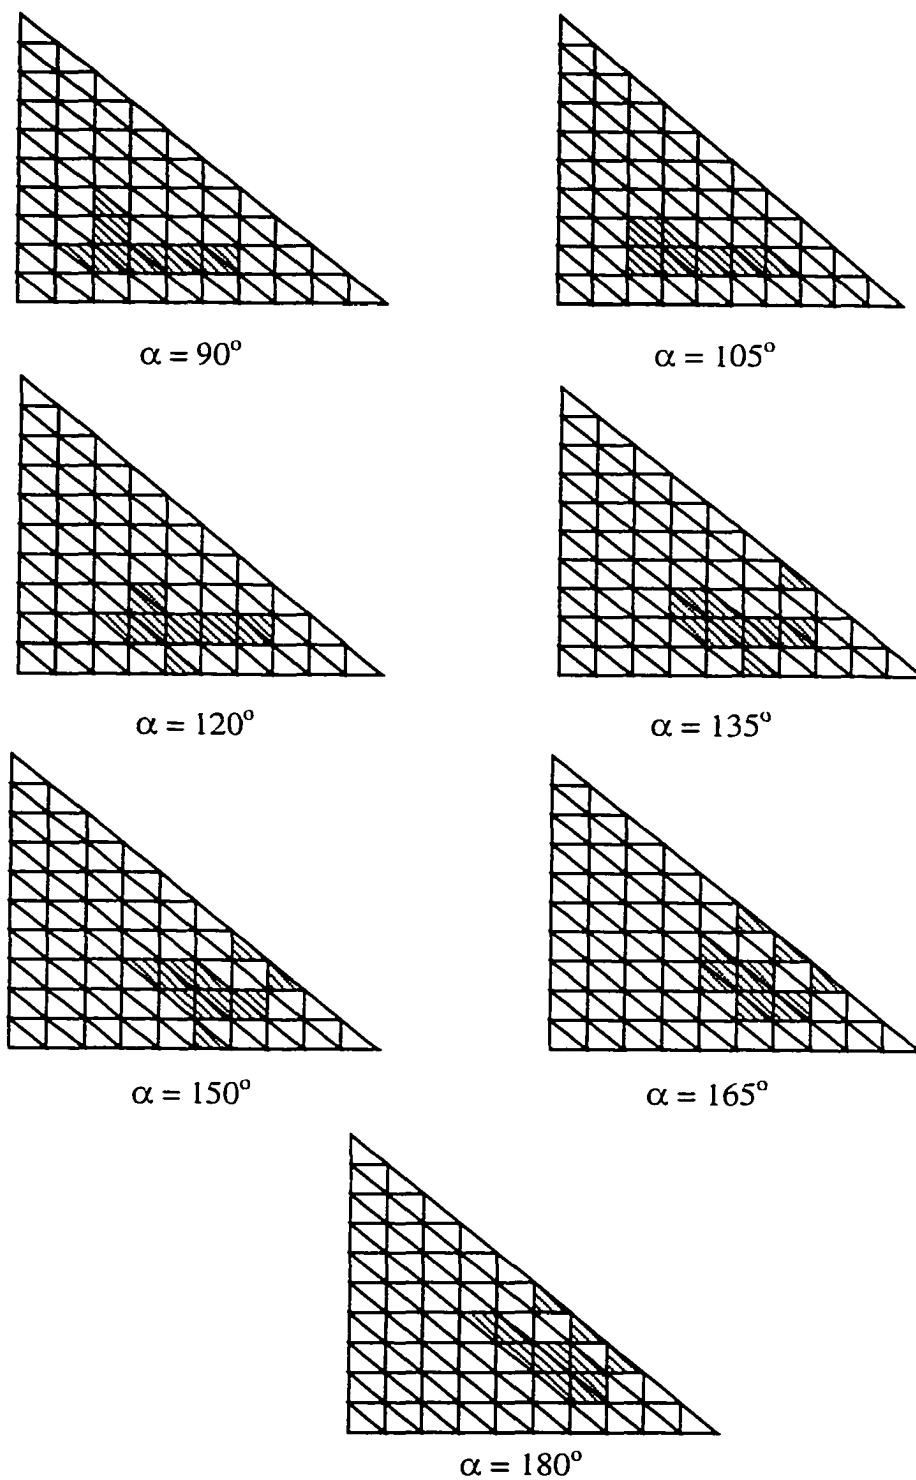 α = 90°
α = 105°
α = 120°
α = 135°
α = 150°
α = 165°
α = 180°